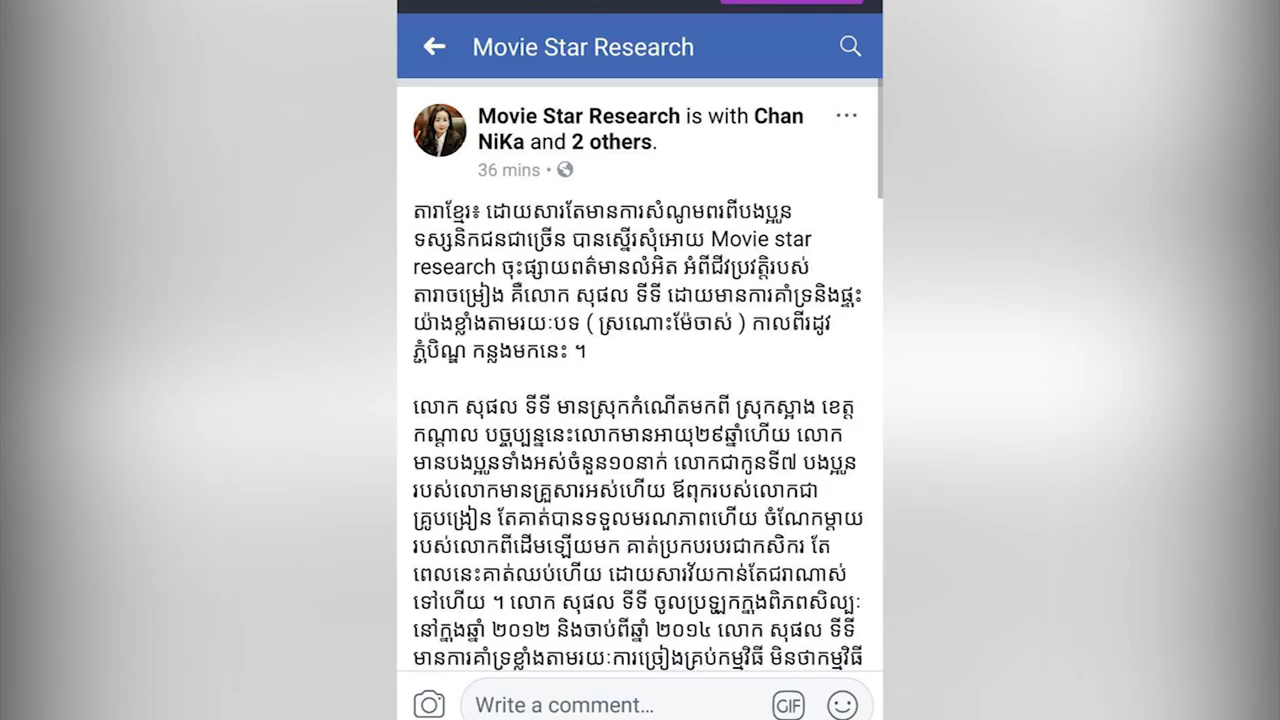 Movie Star Research
Movie Star Research is with Chan
NiKa and 2 others.
36 mins •
តារាខ្មែរ៖ ដោយសារតែមានការសំណូមពរពីបងប្អូន
ទស្សនិកជនជាច្រើន បានស្នើរសុំអោយ Movie star
research ចុះផ្សាយពត៌មានលំអិត អំពីជីវប្រវត្តិរបស់
តារាចម្រៀង គឺលោក សុផល ទីទី ដោយមានការគាំទ្រនិងផ្ទុះ
យ៉ាងខ្លាំងតាមរយៈបទ ( ស្រណោះម៉ែចាស់ ) កាលពីរដូវ
ភ្ជុំបិណ្ឌ កន្លងមកនេះ ។
លោក សុផល ទីទី មានស្រុកកំណើតមកពី ស្រុកស្អាង ខេត្ត
កណ្តាល បច្ចុប្បន្ននេះលោកមានអាយុ២៩ឆ្នាំហើយ លោក
មានបងប្អូនទាំងអស់ចំនួន១០នាក់ លោកជាកូនទី៧ បងប្អូន
របស់លោកមានគ្រួសារអស់ហើយ ឪពុករបស់លោកជា
គ្រូបង្រៀន តែគាត់បានទទួលមរណភាពហើយ ចំណែកម្តាយ
របស់លោកពីដើមឡើយមក គាត់ប្រកបរបរជាកសិករ តែ
ពេលនេះគាត់ឈប់ហើយ ដោយសារវ័យកាន់តែជរាណាស់
ទៅហើយ ។ លោក សុផល ទីទី ចូលប្រឡូកក្នុងពិភពសិល្បៈ
នៅក្នុងឆ្នាំ ២០១២ និងចាប់ពីឆ្នាំ ២០១៤ លោក សុផល ទីទី
មានការគាំទ្រខ្លាំងតាមរយៈការច្រៀងគ្រប់កម្មវិធី មិនថាកម្មវិធី
Write a comment...
GIF